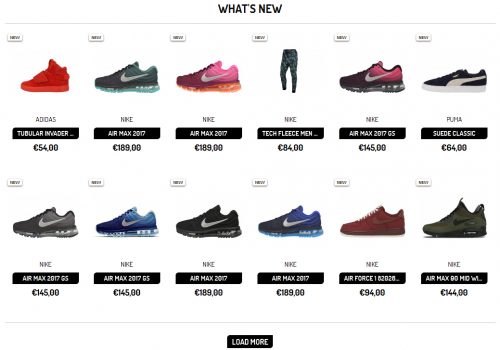 WHAT'S NEW
NEW NEW NEW NEW NEW NEW
ADIDAS NIKE NIKE NIKE NIKE PUMA
TUBULAR INVADER ... AIR MAX 2017 AIR MAX 2017 TECH FLEECE MEN ... AIR MAX 2017 GS SUEDE CLASSIC
€54,00 €189,00 €189,00 €84,00 €145,00 €64,00
NEW NEW NEW NEW NEW NEW
NIKE NIKE NIKE NIKE NIKE NIKE
AIR MAX 2017 GS AIR MAX 2017 GS AIR MAX 2017 AIR MAX 2017 AIR FORCE 1 82028... AIR MAX 90 MID WI...
€145,00 €145,00 €189,00 €189,00 €94,00 €144,00
LOAD MORE